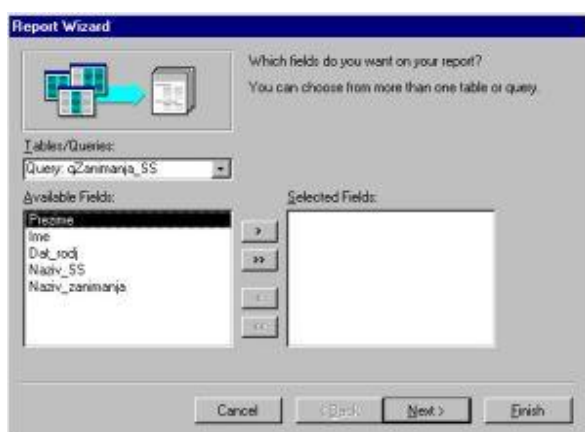 Report Wizard
Which fields do you want on your report?
You can choose from more than one table or query.
Tables/Queries:
Query: qZanimanja_SS
Available Fields:
Selected Fields:
Prezime
Ime
Dat_rodj
Naziv_SS
Naziv_zanimanja
>
>>
<
<<
Cancel
< Back
Next >
Finish